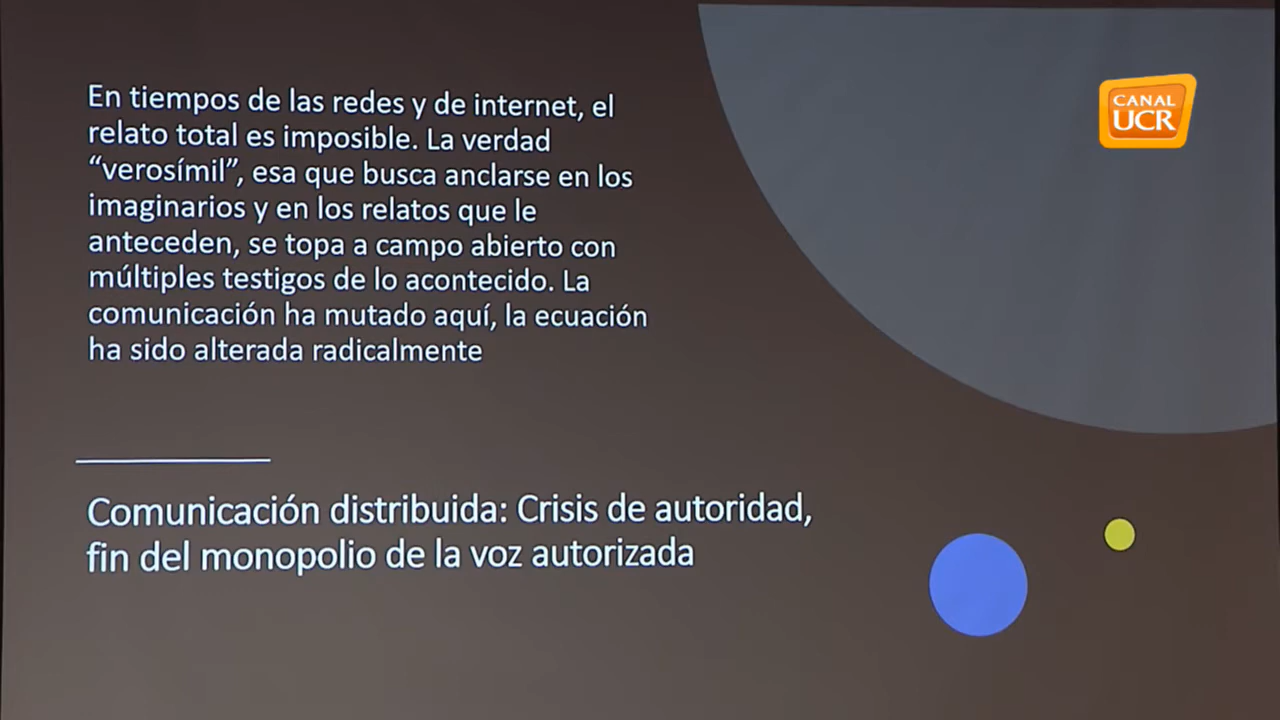 En tiempos de las redes y de internet, el
relato total es imposible. La verdad
“verosímil”, esa que busca anclarse en los
imaginarios y en los relatos que le
anteceden, se topa a campo abierto con
múltiples testigos de lo acontecido. La
comunicación ha mutado aquí, la ecuación
ha sido alterada radicalmente
Comunicación distribuida: Crisis de autoridad,
fin del monopolio de la voz autorizada
CANAL
UCR